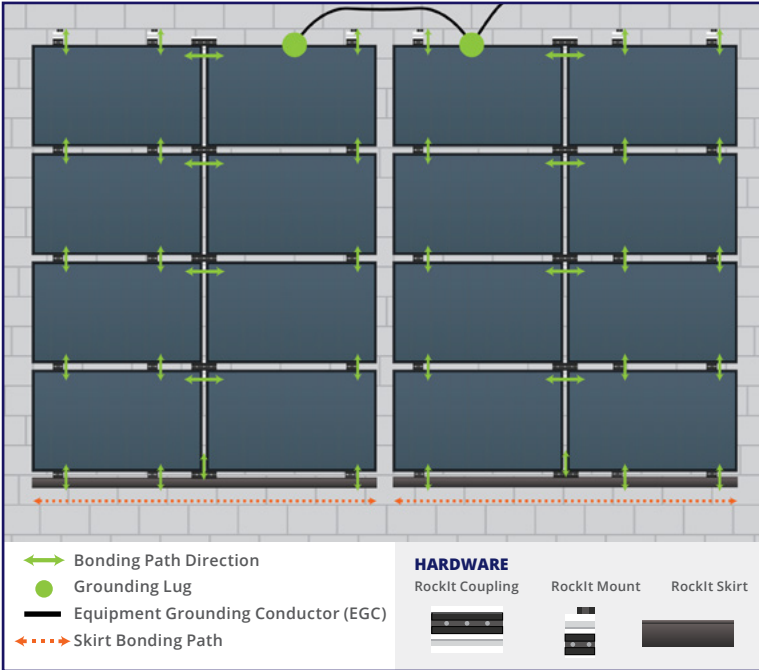 Bonding Path Direction
Grounding Lug
Equipment Grounding Conductor (EGC)
Skirt Bonding Path
HARDWARE
RockIt Coupling RockIt Mount RockIt Skirt